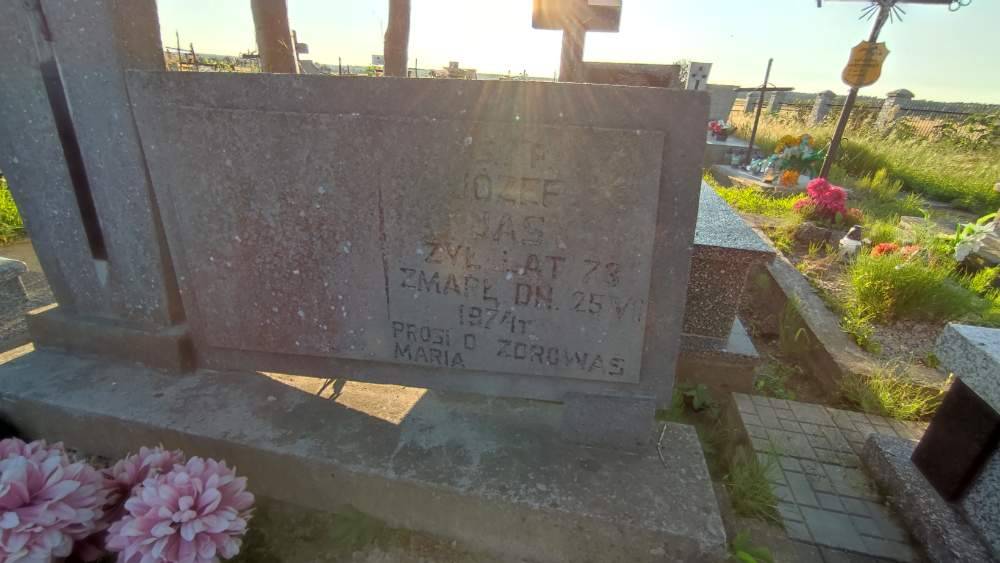 JÓZEF
ŻYŁ LAT 73
ZMARŁ DN. 25 VI
1974 r.
PROSI O ZDROWAŚ
MARIA